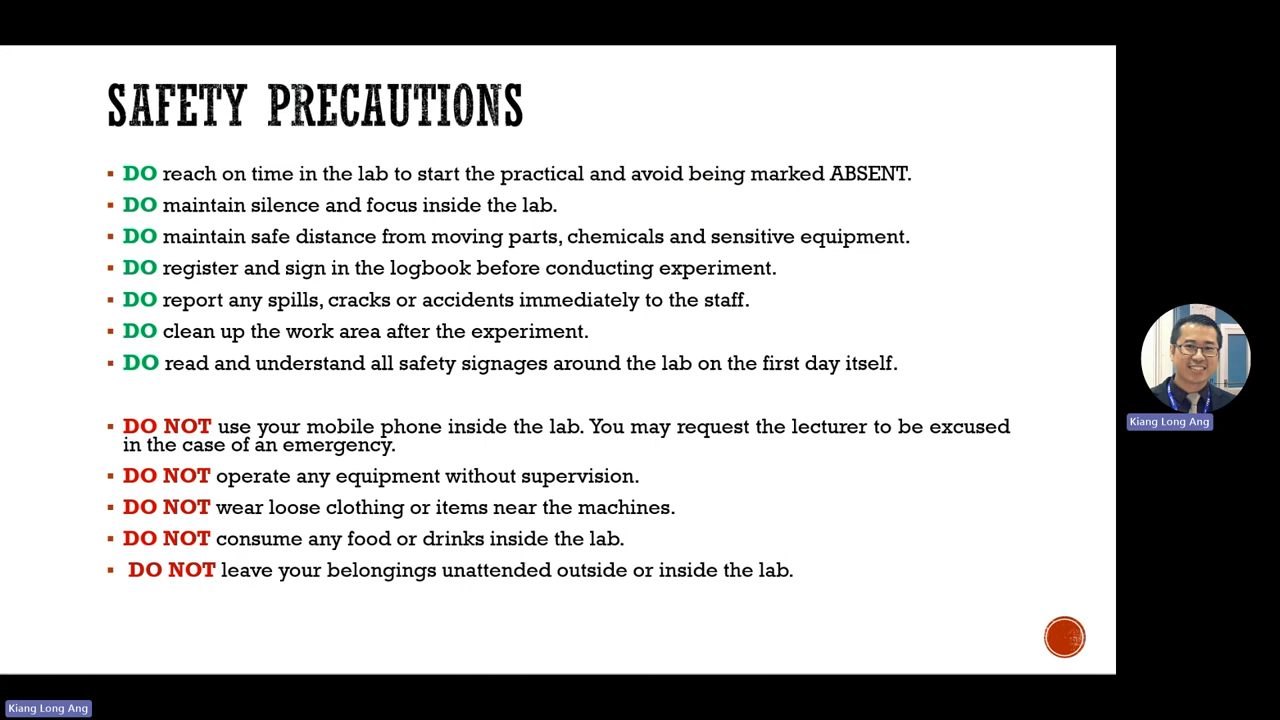 SAFETY PRECAUTIONS
DO reach on time in the lab to start the practical and avoid being marked ABSENT.
DO maintain silence and focus inside the lab.
DO maintain safe distance from moving parts, chemicals and sensitive equipment.
DO register and sign in the logbook before conducting experiment.
DO report any spills, cracks or accidents immediately to the staff.
DO clean up the work area after the experiment.
DO read and understand all safety signages around the lab on the first day itself.
DO NOT use your mobile phone inside the lab. You may request the lecturer to be excused
in the case of an emergency.
DO NOT operate any equipment without supervision.
DO NOT wear loose clothing or items near the machines.
DO NOT consume any food or drinks inside the lab.
DO NOT leave your belongings unattended outside or inside the lab.
Kiang Long Ang
Kiang Long Ang